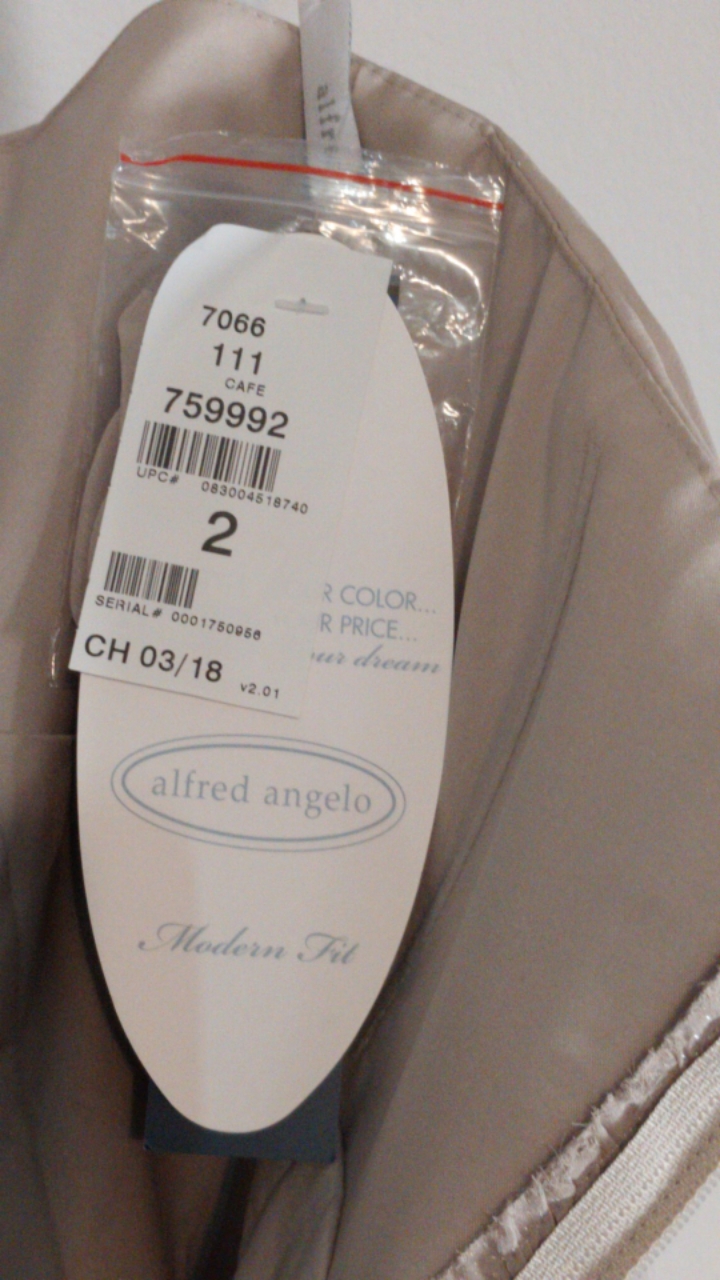 alfre
7066
111
CAFE
759992
UPC# 083004518740
2
SERIAL# 0001750956
CH 03/18 v2.01
R COLOR...
R PRICE...
our dream
alfred angelo
Modern Fit